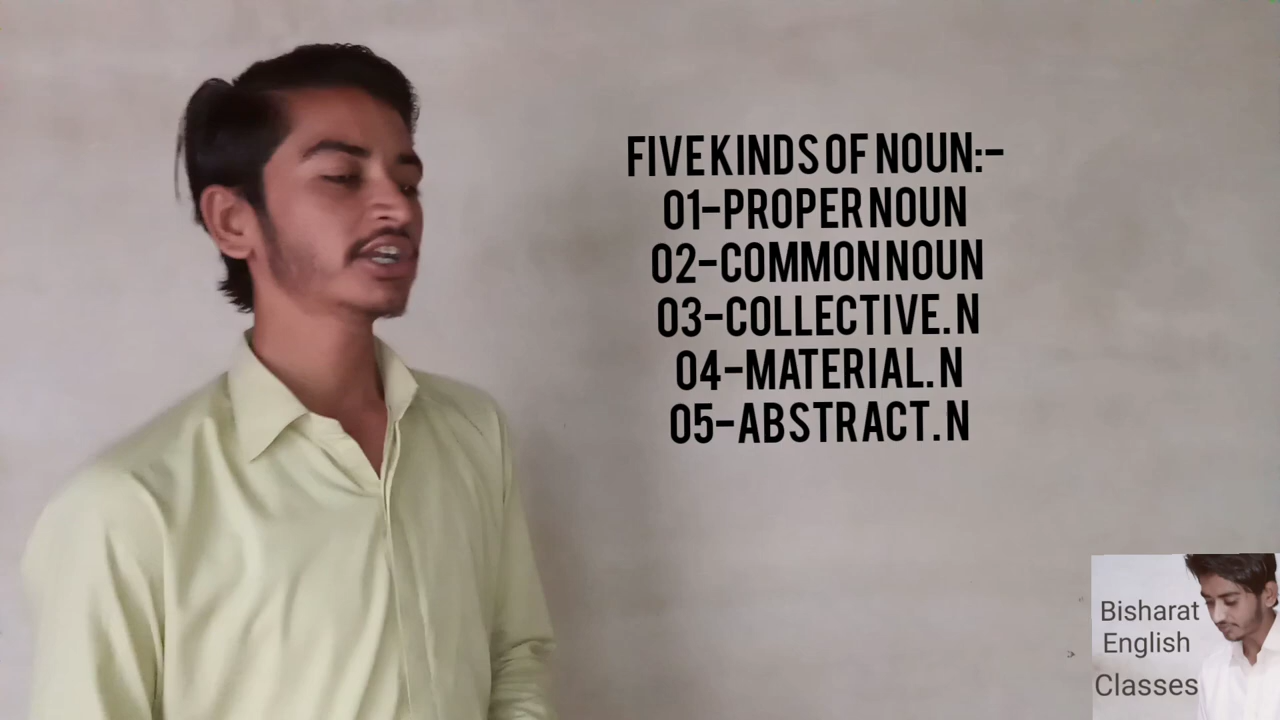 FIVE KINDS OF NOUN:-
01-PROPER NOUN
02-COMMON NOUN
03-COLLECTIVE.N
04-MATERIAL.N
05-ABSTRACT.N
Bisharat
English
Classes